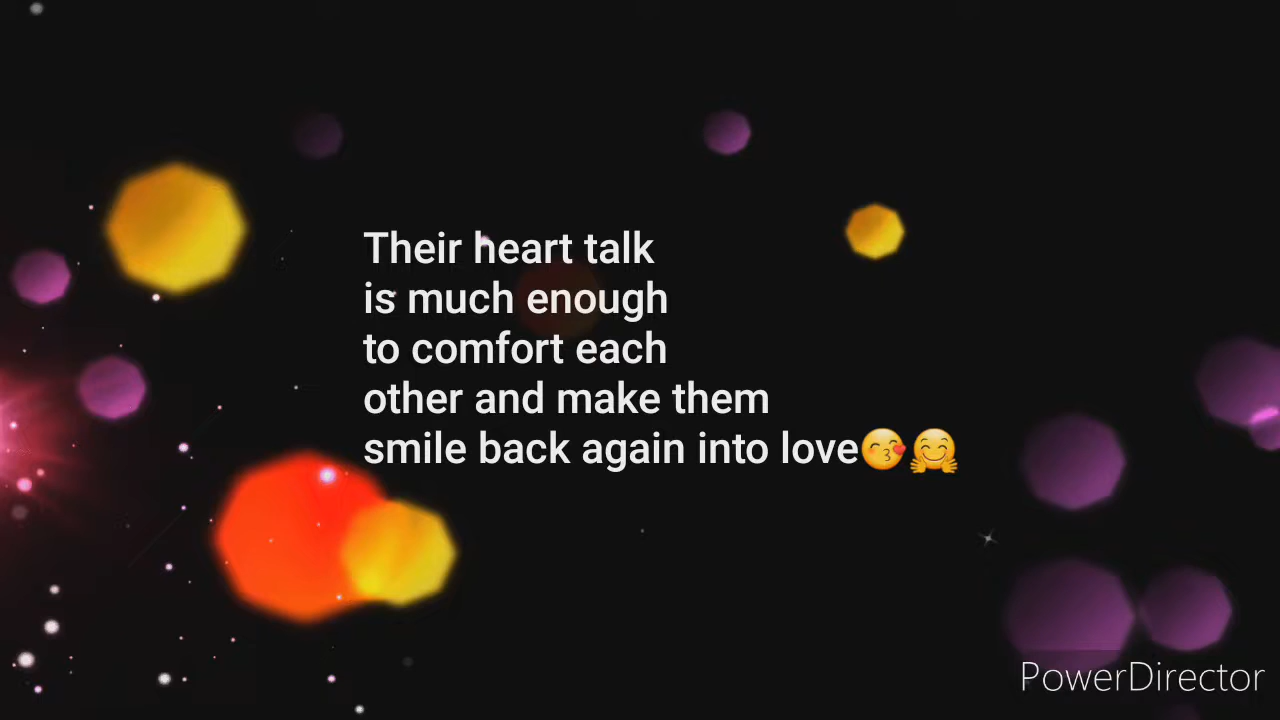 Their heart talk
is much enough
to comfort each
other and make them
smile back again into love😙🤗
PowerDirector